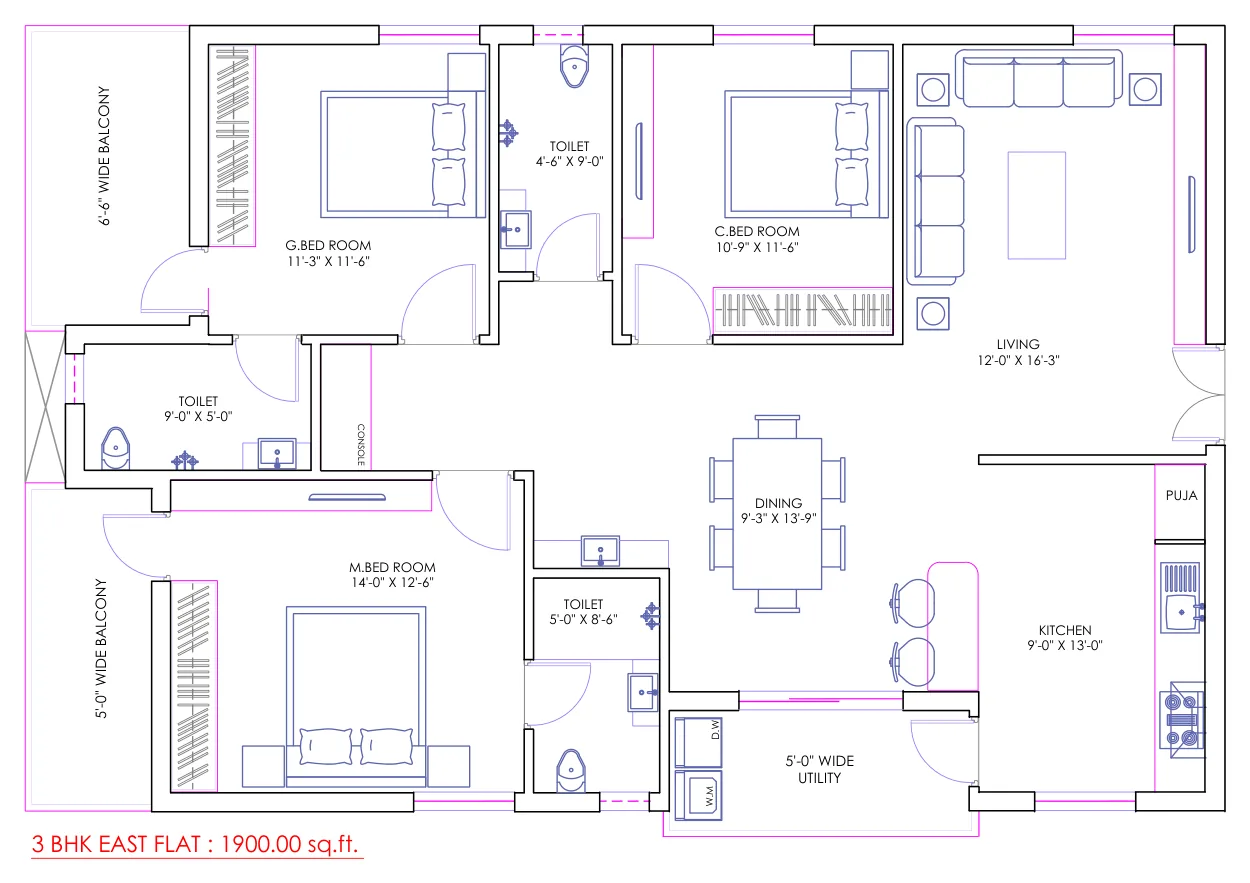 6'-6" WIDE BALCONY
G.BED ROOM
11'-3" X 11'-6"
TOILET
4'-6" X 9'-0"
C.BED ROOM
10'-9" X 11'-6"
LIVING
12'-0" X 16'-3"
TOILET
9'-0" X 5'-0"
CONSOLE
DINING
9'-3" X 13'-9"
PUJA
M.BED ROOM
14'-0" X 12'-6"
5'-0" WIDE BALCONY
TOILET
5'-0" X 8'-6"
KITCHEN
9'-0" X 13'-0"
D.W
W.M
5'-0" WIDE
UTILITY
3 BHK EAST FLAT : 1900.00 sq.ft.